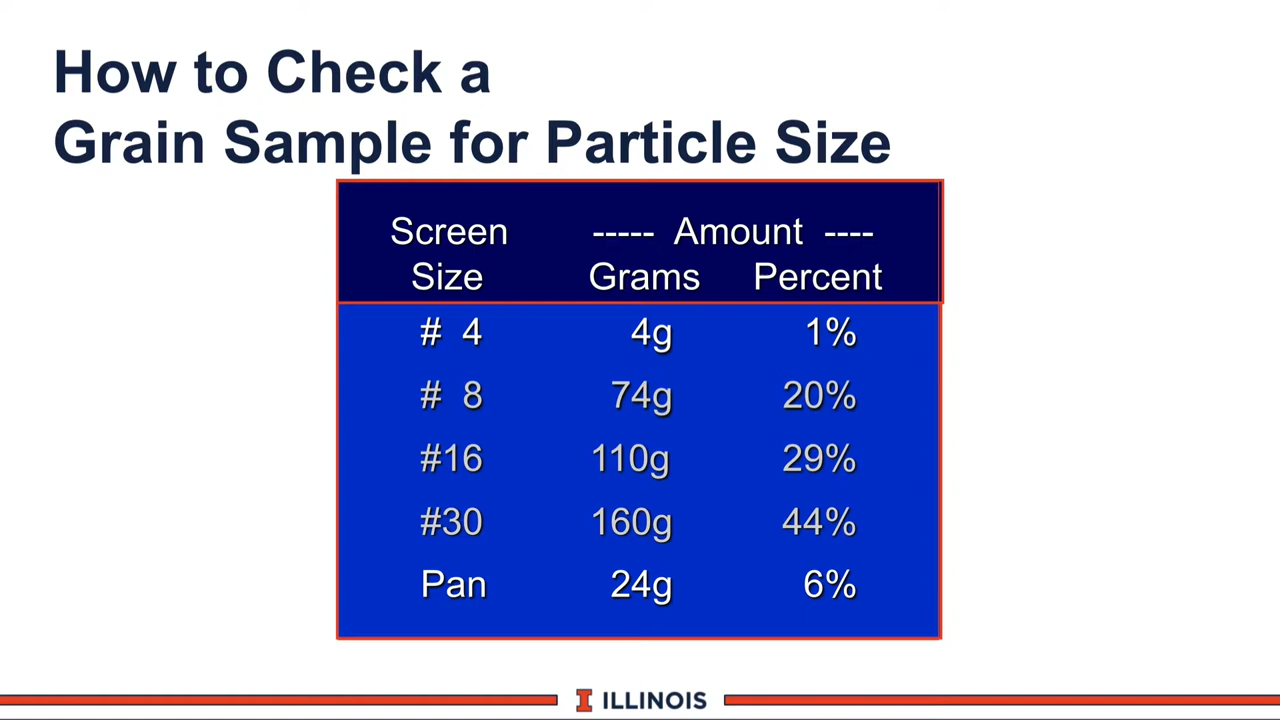 How to Check a
Grain Sample for Particle Size
Screen ----- Amount ----
Size Grams Percent
# 4 4g 1%
# 8 74g 20%
#16 110g 29%
#30 160g 44%
Pan 24g 6%
I ILLINOIS